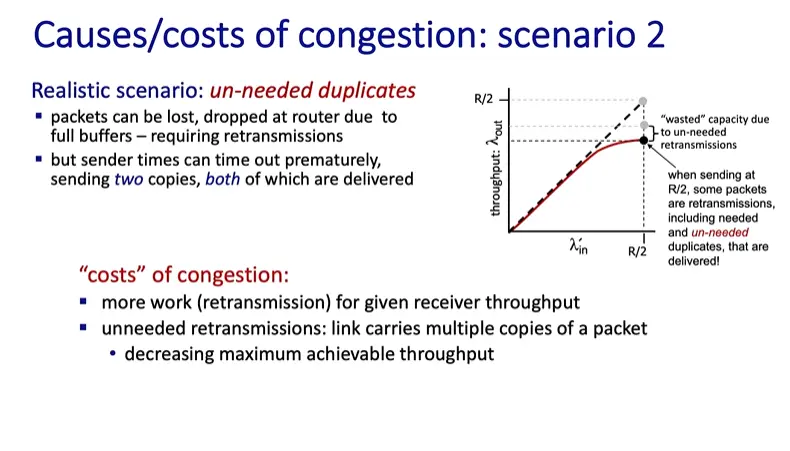 Causes/costs of congestion: scenario 2
Realistic scenario: un-needed duplicates
▪ packets can be lost, dropped at router due to
full buffers – requiring retransmissions
▪ but sender times can time out prematurely,
sending two copies, both of which are delivered
R/2
throughput: λout
λ′in
R/2
“wasted” capacity due
to un-needed
retransmissions
when sending at
R/2, some packets
are retransmissions,
including needed
and un-needed
duplicates, that are
delivered!
“costs” of congestion:
▪ more work (retransmission) for given receiver throughput
▪ unneeded retransmissions: link carries multiple copies of a packet
• decreasing maximum achievable throughput